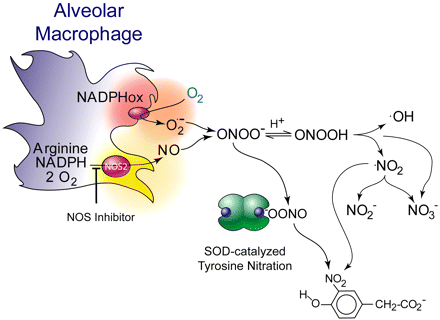 Alveolar
Macrophage
NADPHox
O2
O2·−
Arginine
NADPH
2 O2
NOS2
NO
NOS Inhibitor
ONOO−
H+
ONOOH
·OH
·NO2
NO2−
NO3−
−OONO
SOD-catalyzed
Tyrosine Nitration
NO2
H
O
CH2-CO2−